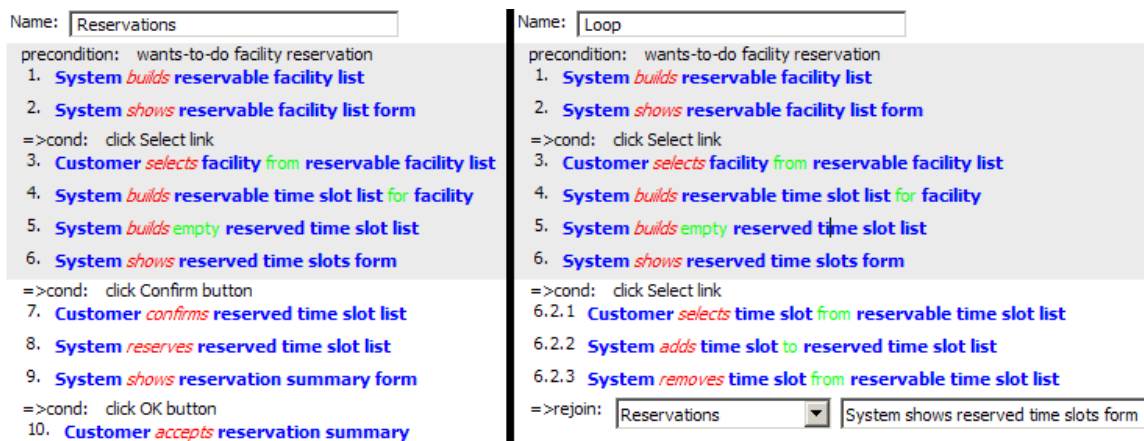 Name: Reservations
precondition: wants-to-do facility reservation
1. System builds reservable facility list
2. System shows reservable facility list form
=>cond: click Select link
3. Customer selects facility from reservable facility list
4. System builds reservable time slot list for facility
5. System builds empty reserved time slot list
6. System shows reserved time slots form
=>cond: click Confirm button
7. Customer confirms reserved time slot list
8. System reserves reserved time slot list
9. System shows reservation summary form
=>cond: click OK button
10. Customer accepts reservation summary
Name: Loop
precondition: wants-to-do facility reservation
1. System builds reservable facility list
2. System shows reservable facility list form
=>cond: click Select link
3. Customer selects facility from reservable facility list
4. System builds reservable time slot list for facility
5. System builds empty reserved time slot list
6. System shows reserved time slots form
=>cond: click Select link
6.2.1 Customer selects time slot from reservable time slot list
6.2.2 System adds time slot to reserved time slot list
6.2.3 System removes time slot from reservable time slot list
=>rejoin: Reservations System shows reserved time slots form